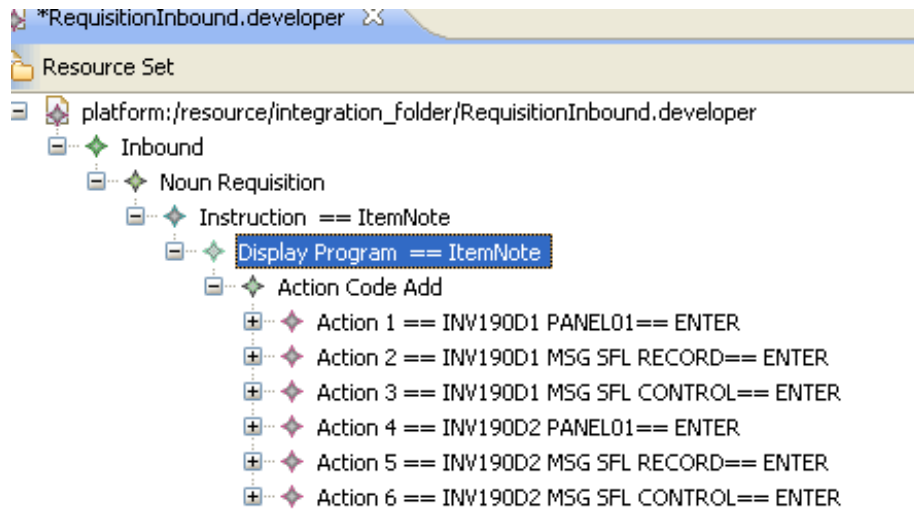 *RequisitionInbound.developer
Resource Set
platform:/resource/integration_folder/RequisitionInbound.developer
Inbound
Noun Requisition
Instruction == ItemNote
Display Program == ItemNote
Action Code Add
Action 1 == INV190D1 PANEL01== ENTER
Action 2 == INV190D1 MSG SFL RECORD== ENTER
Action 3 == INV190D1 MSG SFL CONTROL== ENTER
Action 4 == INV190D2 PANEL01== ENTER
Action 5 == INV190D2 MSG SFL RECORD== ENTER
Action 6 == INV190D2 MSG SFL CONTROL== ENTER